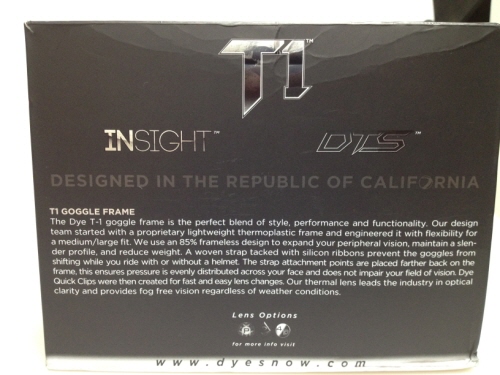 T1™
INSIGHT™ DTS™
DESIGNED IN THE REPUBLIC OF CALIFORNIA
T1 GOGGLE FRAME
The Dye T-1 goggle frame is the perfect blend of style, performance and functionality. Our design
team started with a proprietary lightweight thermoplastic frame and engineered it with flexibility for
a medium/large fit. We use an 85% frameless design to expand your peripheral vision, maintain a slen-
der profile, and reduce weight. A woven strap tacked with silicon ribbons prevent the goggles from
shifting while you ride with or without a helmet. The strap attachment points are placed farther back on the
frame, this ensures pressure is evenly distributed across your face and does not impair your field of vision. Dye
Quick Clips were then created for fast and easy lens changes. Our thermal lens leads the industry in optical
clarity and provides fog free vision regardless of weather conditions.
Lens Options
for more info visit
www.dyesnow.com